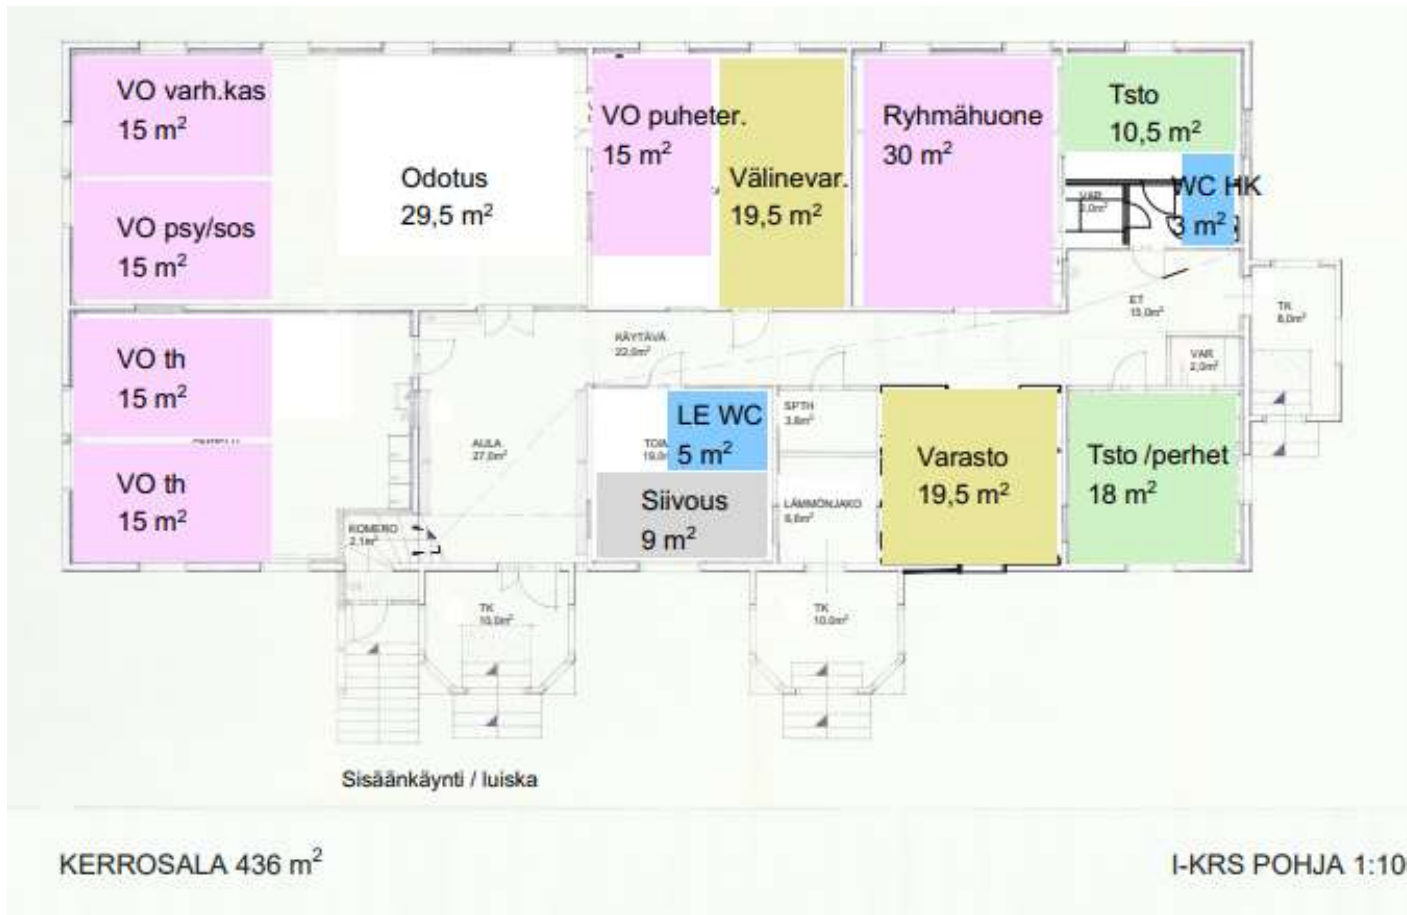 VO varh.kas
15 m²
VO psy/sos
15 m²
Odotus
29,5 m²
VO puheter.
15 m²
Välinevar.
19,5 m²
Ryhmähuone
30 m²
Tsto
10,5 m²
WC HK
3 m²
VAR
ET
15,0m²
TK
8,0m²
VAR
2,0m²
KÄYTÄVÄ
22,0m²
VO th
15 m²
VO th
15 m²
AULA
27,0m²
KOMERO
2,1m²
LE WC
5 m²
Siivous
9 m²
SPTH
LÄMMÖNJAKO
Varasto
19,5 m²
Tsto /perhet
18 m²
TK
10,0m²
TK
10,0m²
Sisäänkäynti / luiska
KERROSALA 436 m²
I-KRS POHJA 1:10